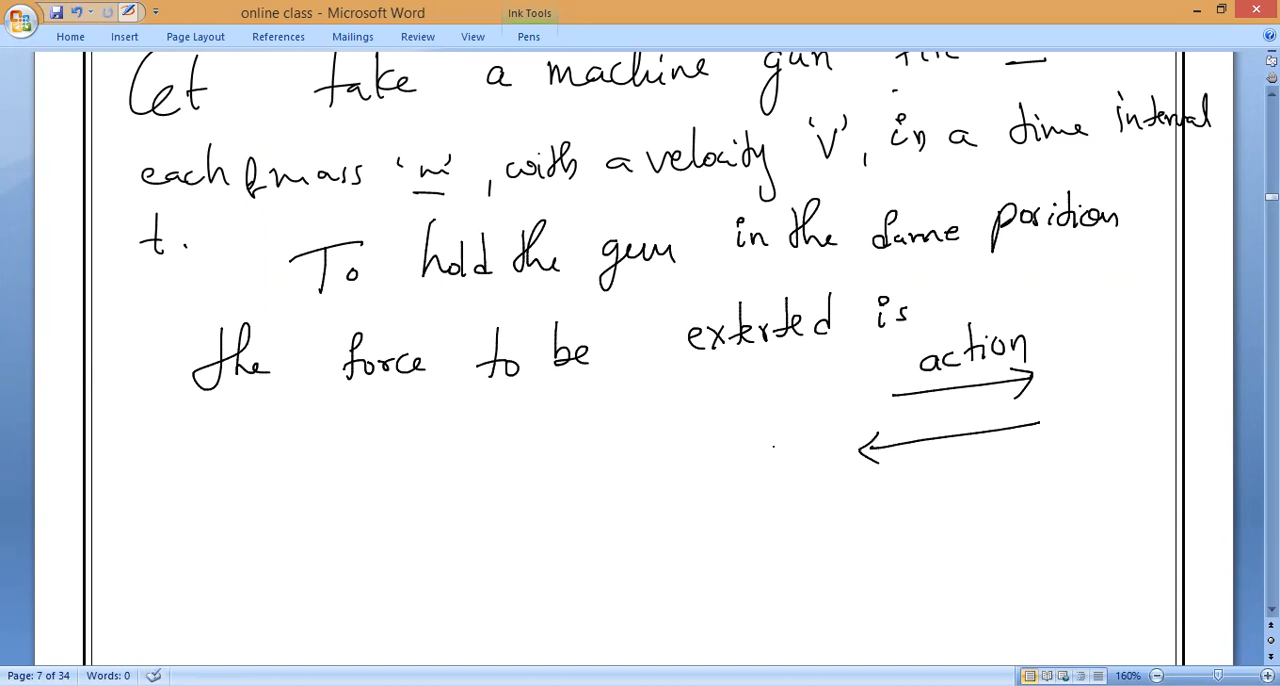 online class - Microsoft Word
Ink Tools
Home Insert Page Layout References Mailings Review View Pens
Let take a machine gun
each of mass 'm', with a velocity 'V', in a time interval
t. To hold the gun in the same position
the force to be exterted is
action
Page: 7 of 34 Words: 0 160%